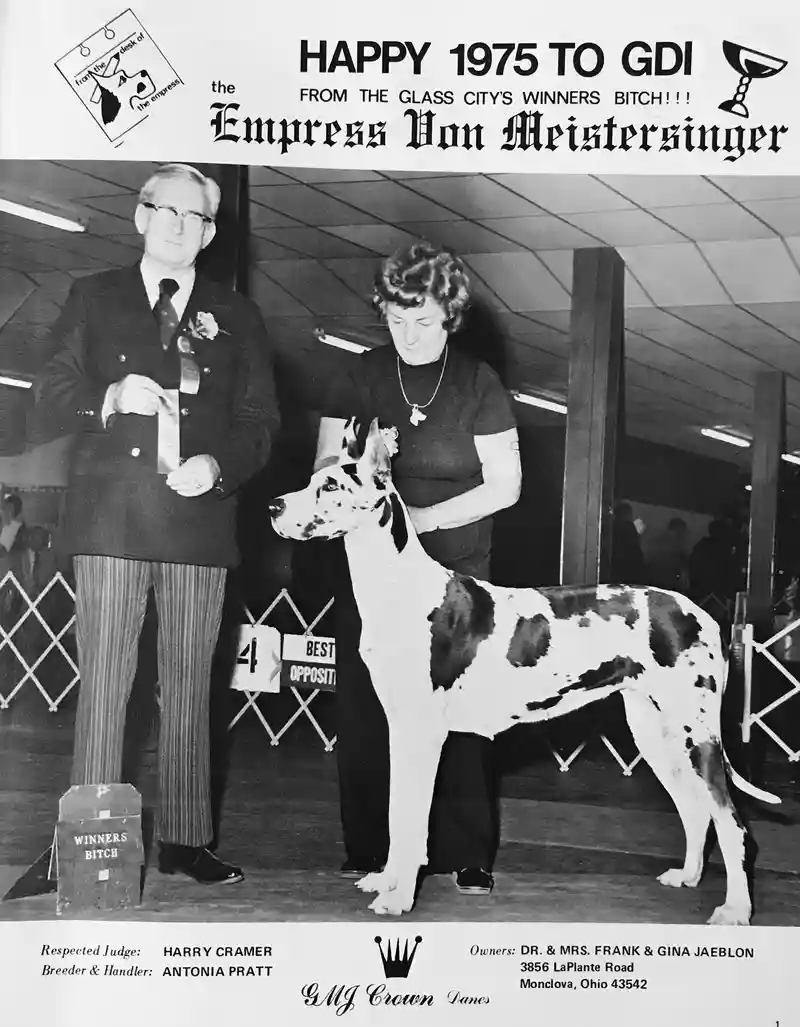 from the desk of
the empress
HAPPY 1975 TO GDI
FROM THE GLASS CITY'S WINNERS BITCH!!!
the
Empress Von Meistersinger
4
BEST
OPPOSIT
WINNERS
BITCH
Respected Judge: HARRY CRAMER
Breeder & Handler: ANTONIA PRATT
GMJ Crown Danes
Owners: DR. & MRS. FRANK & GINA JAEBLON
3856 LaPlante Road
Monclova, Ohio 43542
1